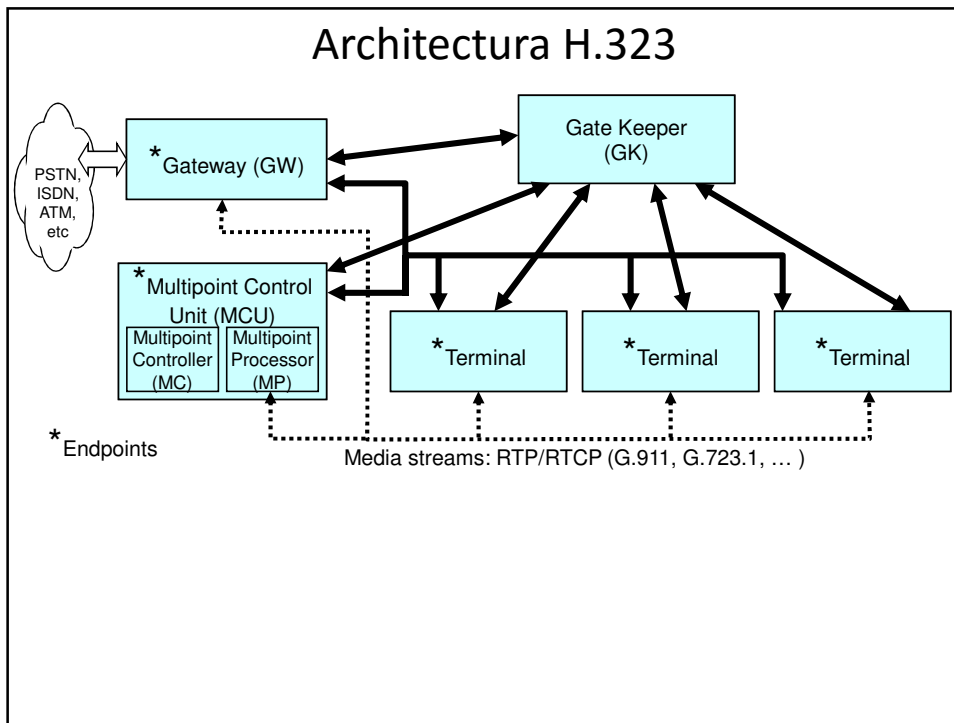 Architectura H.323
PSTN,
ISDN,
ATM,
etc
*Gateway (GW)
Gate Keeper
(GK)
*Multipoint Control
Unit (MCU)
Multipoint
Controller
(MC)
Multipoint
Processor
(MP)
*Terminal
*Terminal
*Terminal
*Endpoints
Media streams: RTP/RTCP (G.911, G.723.1, … )